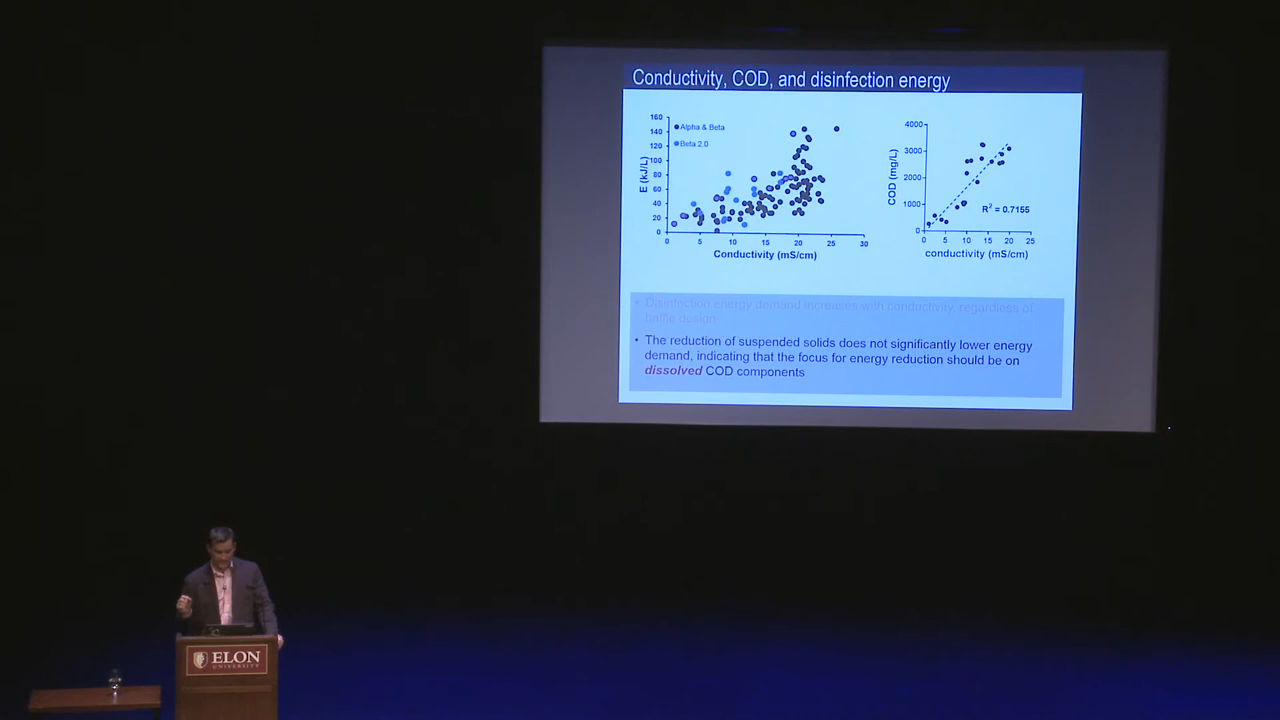 Conductivity, COD, and disinfection energy
160
140
120
100
80
60
40
20
0
E (kJ/L)
Alpha & Beta
Beta 2.0
0 5 10 15 20 25 30
Conductivity (mS/cm)
4000
3000
2000
1000
0
COD (mg/L)
R² = 0.7155
0 5 10 15 20 25
conductivity (mS/cm)
• Disinfection energy demand increases with conductivity, regardless of
baffle design
• The reduction of suspended solids does not significantly lower energy
demand, indicating that the focus for energy reduction should be on
dissolved COD components
ELON
UNIVERSITY